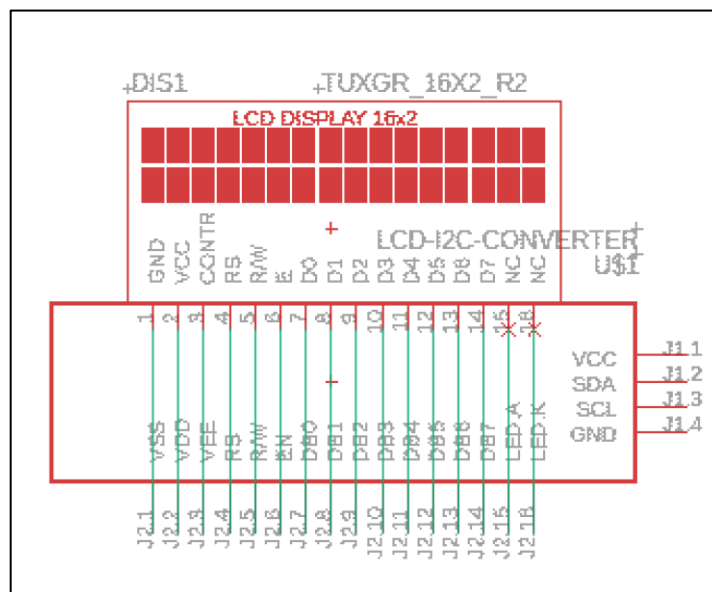 DIS1 TUXGR_16X2_R2
LCD DISPLAY 16x2
LCD-I2C-CONVERTER
U$1
GND VCC CONTR RS R/W E D0 D1 D2 D3 D4 D5 D6 D7 NC NC
1 2 3 4 5 6 7 8 9 10 11 12 13 14 15 16
VCC J1.1
SDA J1.2
SCL J1.3
GND J1.4
VSS VDD VEE RS R/W EN DB0 DB1 DB2 DB3 DB4 DB5 DB6 DB7 LED.A LED.K
J2.1 J2.2 J2.3 J2.4 J2.5 J2.6 J2.7 J2.8 J2.9 J2.10 J2.11 J2.12 J2.13 J2.14 J2.15 J2.16